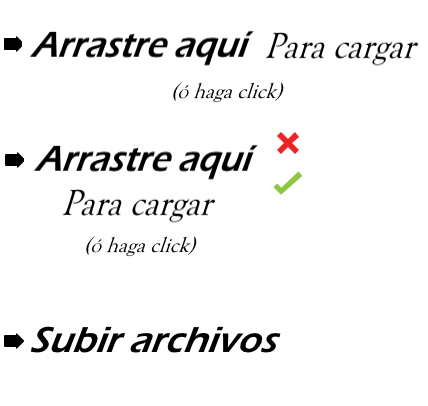 Arrastre aquí Para cargar
(ó haga click)
Arrastre aquí
Para cargar
(ó haga click)
Subir archivos